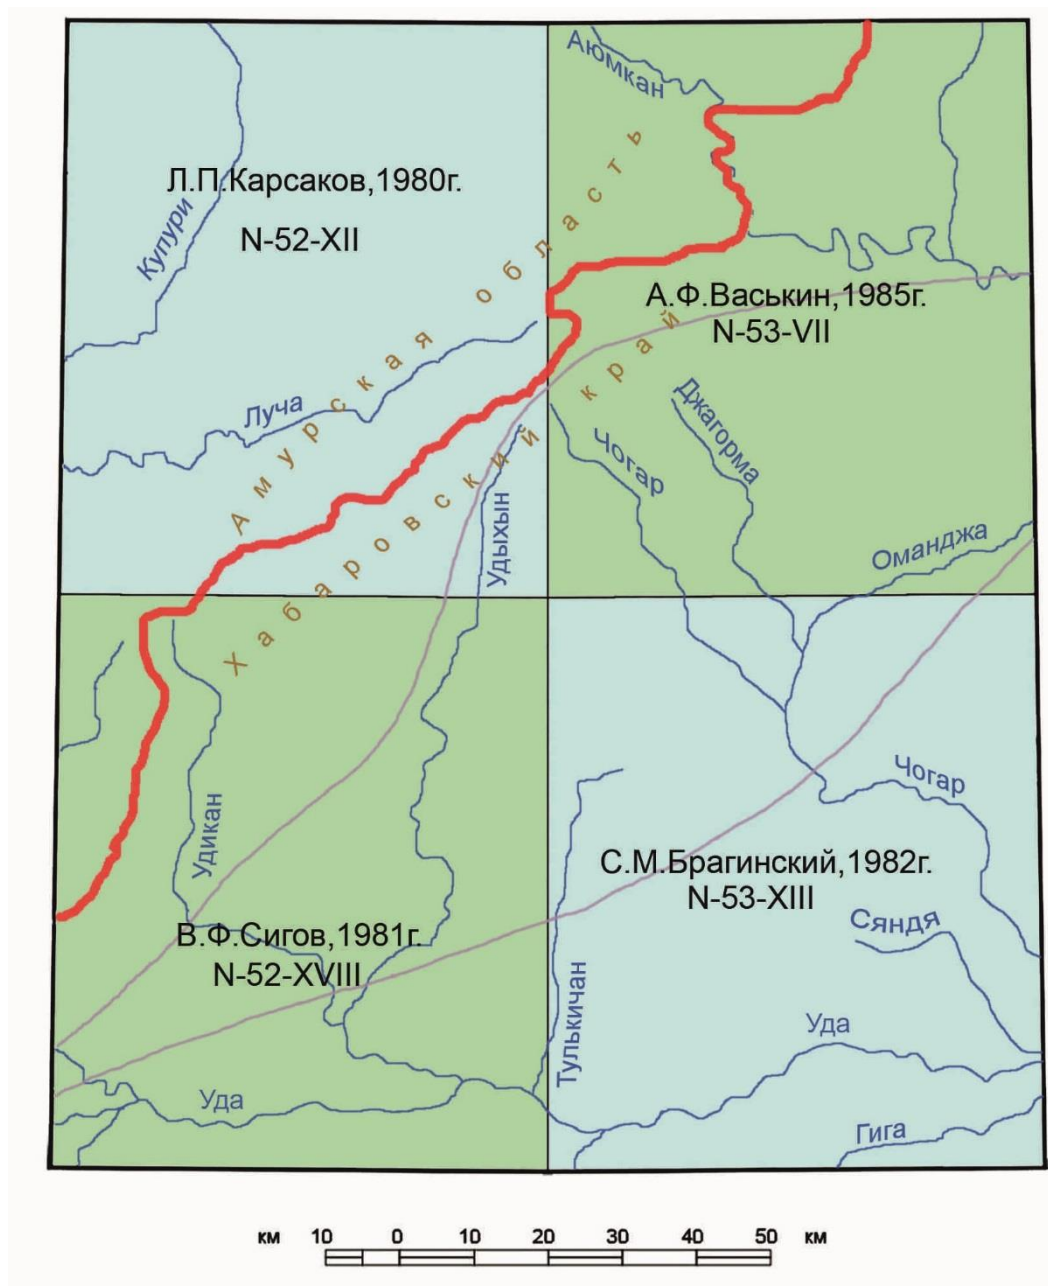 Аюмкан
Л.П.Карсаков,1980г.
N-52-XII
Купури
Амурская область
А.Ф.Васькин,1985г.
N-53-VII
Луча
Хабаровский край
Джагорма
Чогар
Удыхын
Оманджа
Удикан
Чогар
С.М.Брагинский,1982г.
N-53-XIII
Сяндя
В.Ф.Сигов,1981г.
N-52-XVIII
Тулькичан
Уда
Уда
Гига
км 10 0 10 20 30 40 50 км